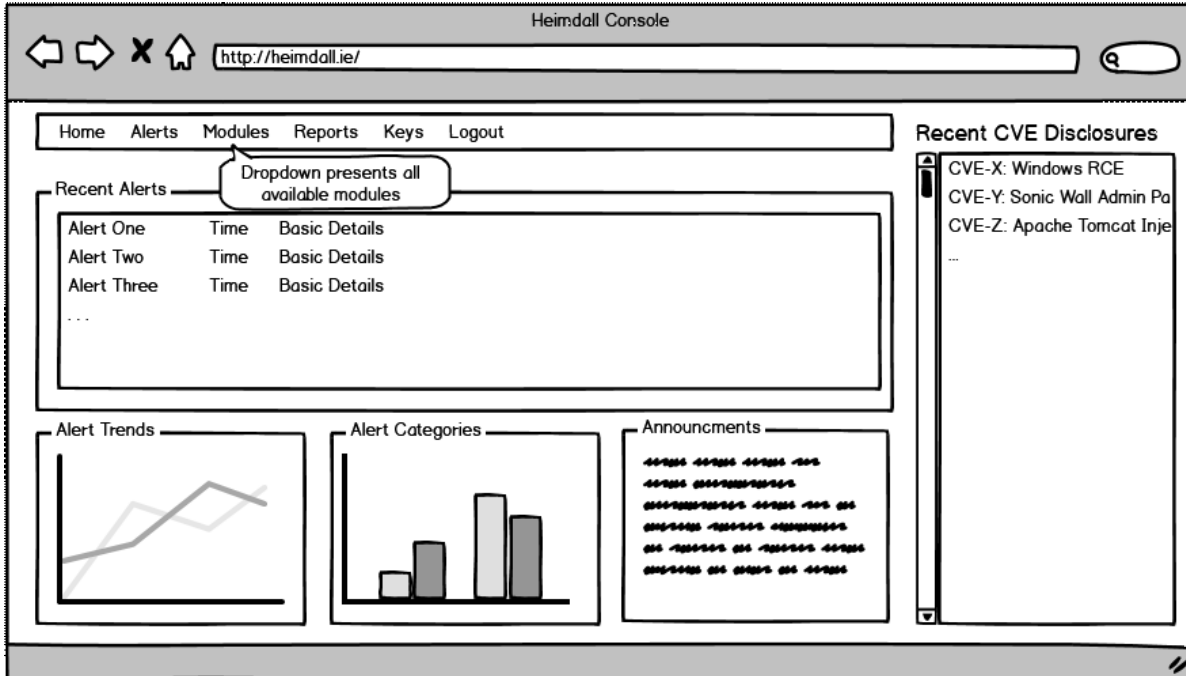 Heimdall Console
http://heimdall.ie/
Home Alerts Modules Reports Keys Logout
Dropdown presents all
available modules
Recent Alerts
Alert One Time Basic Details
Alert Two Time Basic Details
Alert Three Time Basic Details
. . .
Alert Trends
Alert Categories
Announcments
Recent CVE Disclosures
CVE-X: Windows RCE
CVE-Y: Sonic Wall Admin Pa
CVE-Z: Apache Tomcat Inje
...